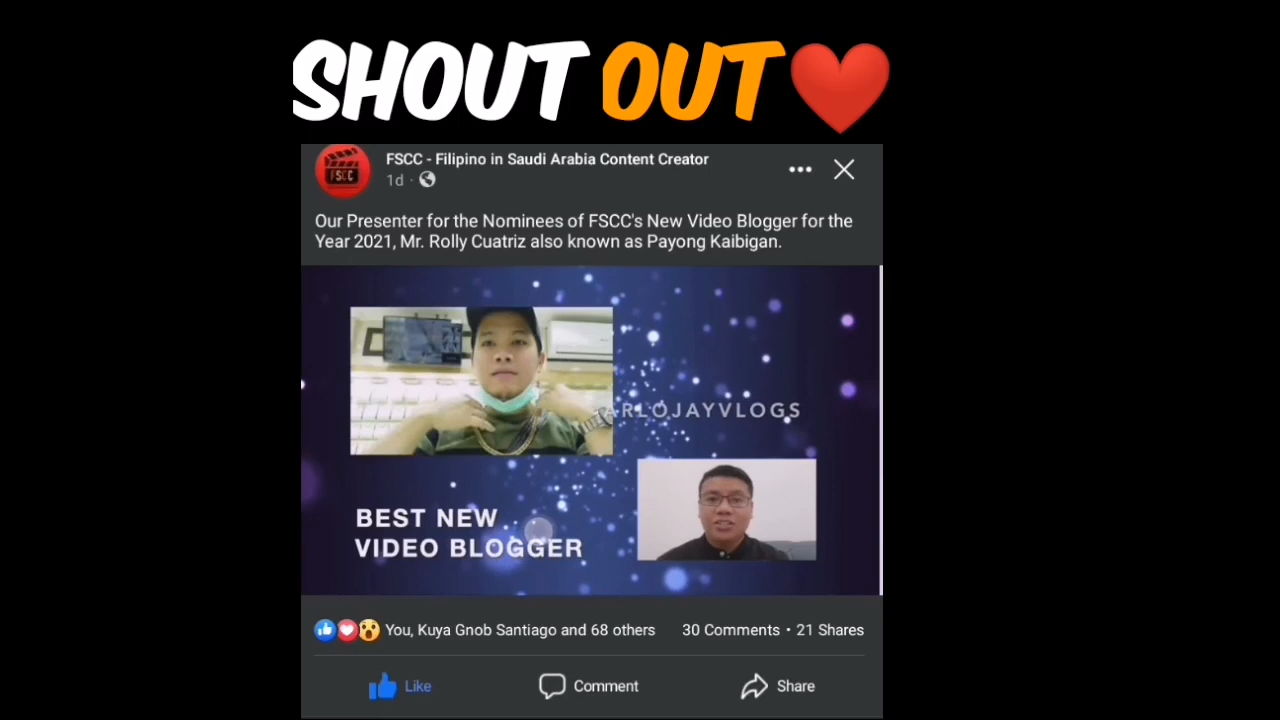 SHOUT OUT
FSCC - Filipino in Saudi Arabia Content Creator
FSCC
1d ·
Our Presenter for the Nominees of FSCC's New Video Blogger for the
Year 2021, Mr. Rolly Cuatriz also known as Payong Kaibigan.
ARLOJAYVLOGS
BEST NEW
VIDEO BLOGGER
You, Kuya Gnob Santiago and 68 others 30 Comments • 21 Shares
Like Comment Share